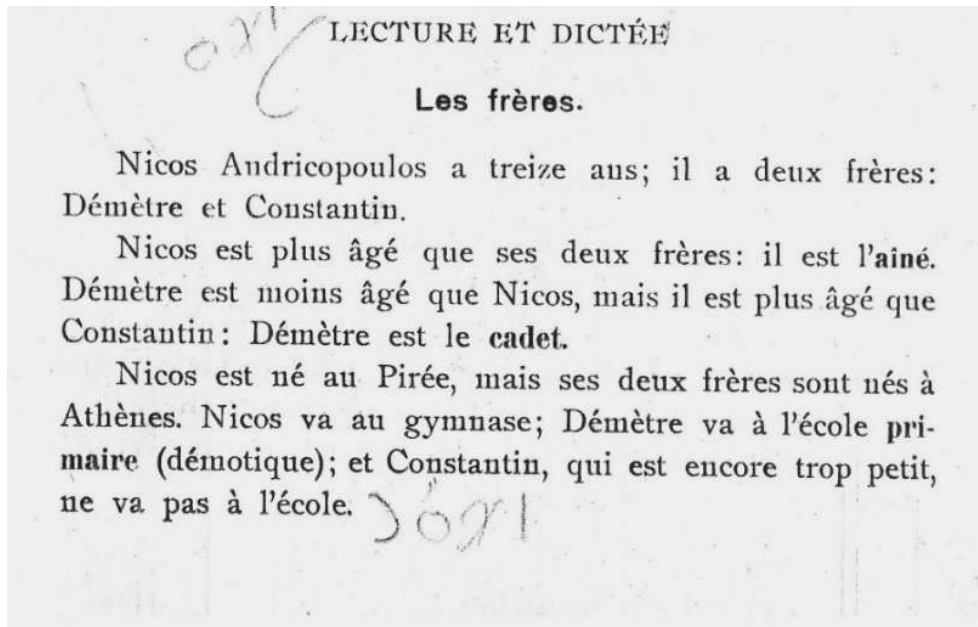 οχι
LECTURE ET DICTÉE
Les frères.
Nicos Andricopoulos a treize ans; il a deux frères:
Démètre et Constantin.
Nicos est plus âgé que ses deux frères: il est l'aîné.
Démètre est moins âgé que Nicos, mais il est plus âgé que
Constantin: Démètre est le cadet.
Nicos est né au Pirée, mais ses deux frères sont nés à
Athènes. Nicos va au gymnase; Démètre va à l'école pri-
maire (démotique); et Constantin, qui est encore trop petit,
ne va pas à l'école.
όχι